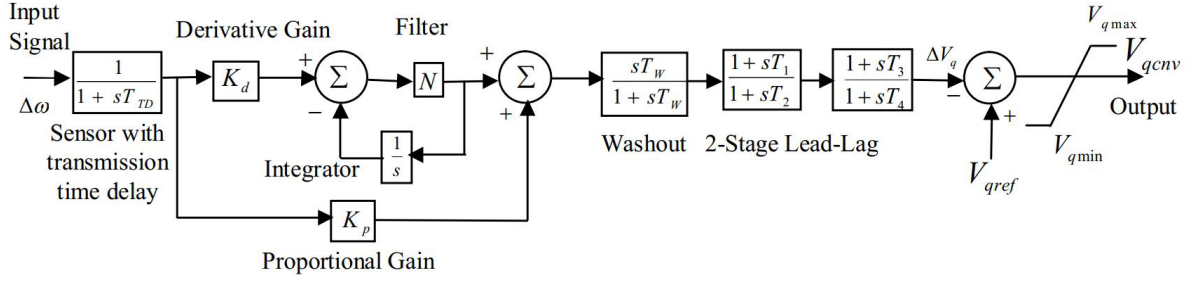 Input
Signal
Δω
1
1 + sT_TD
Sensor with
transmission
time delay
Derivative Gain
K_d
+
Σ
−
Filter
N
Integrator
1
s
K_p
Proportional Gain
+
Σ
+
sT_W
1 + sT_W
Washout
1 + sT_1
1 + sT_2
1 + sT_3
1 + sT_4
2-Stage Lead-Lag
ΔV_q
−
Σ
+
V_qref
V_qmax
V_qcnv
Output
V_qmin